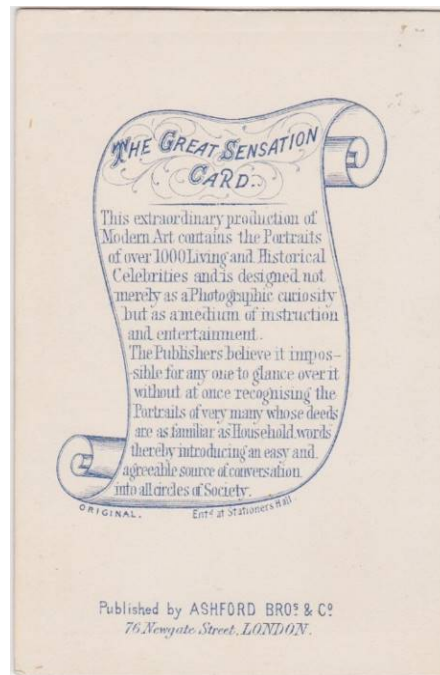 THE GREAT SENSATION
CARD.
This extraordinary production of
Modern Art contains the Portraits
of over 1000 Living and Historical
Celebrities and is designed not
merely as a Photographic curiosity
but as a medium of instruction
and entertainment.
The Publishers believe it impos-
-sible for any one to glance over it
without at once recognising the
Portraits of very many whose deeds
are as familiar as Household words
thereby introducing an easy and
agreeable source of conversation
into all circles of Society.
ORIGINAL. Entd at Stationers Hall
Published by ASHFORD BROs & Co
76 Newgate Street, LONDON.